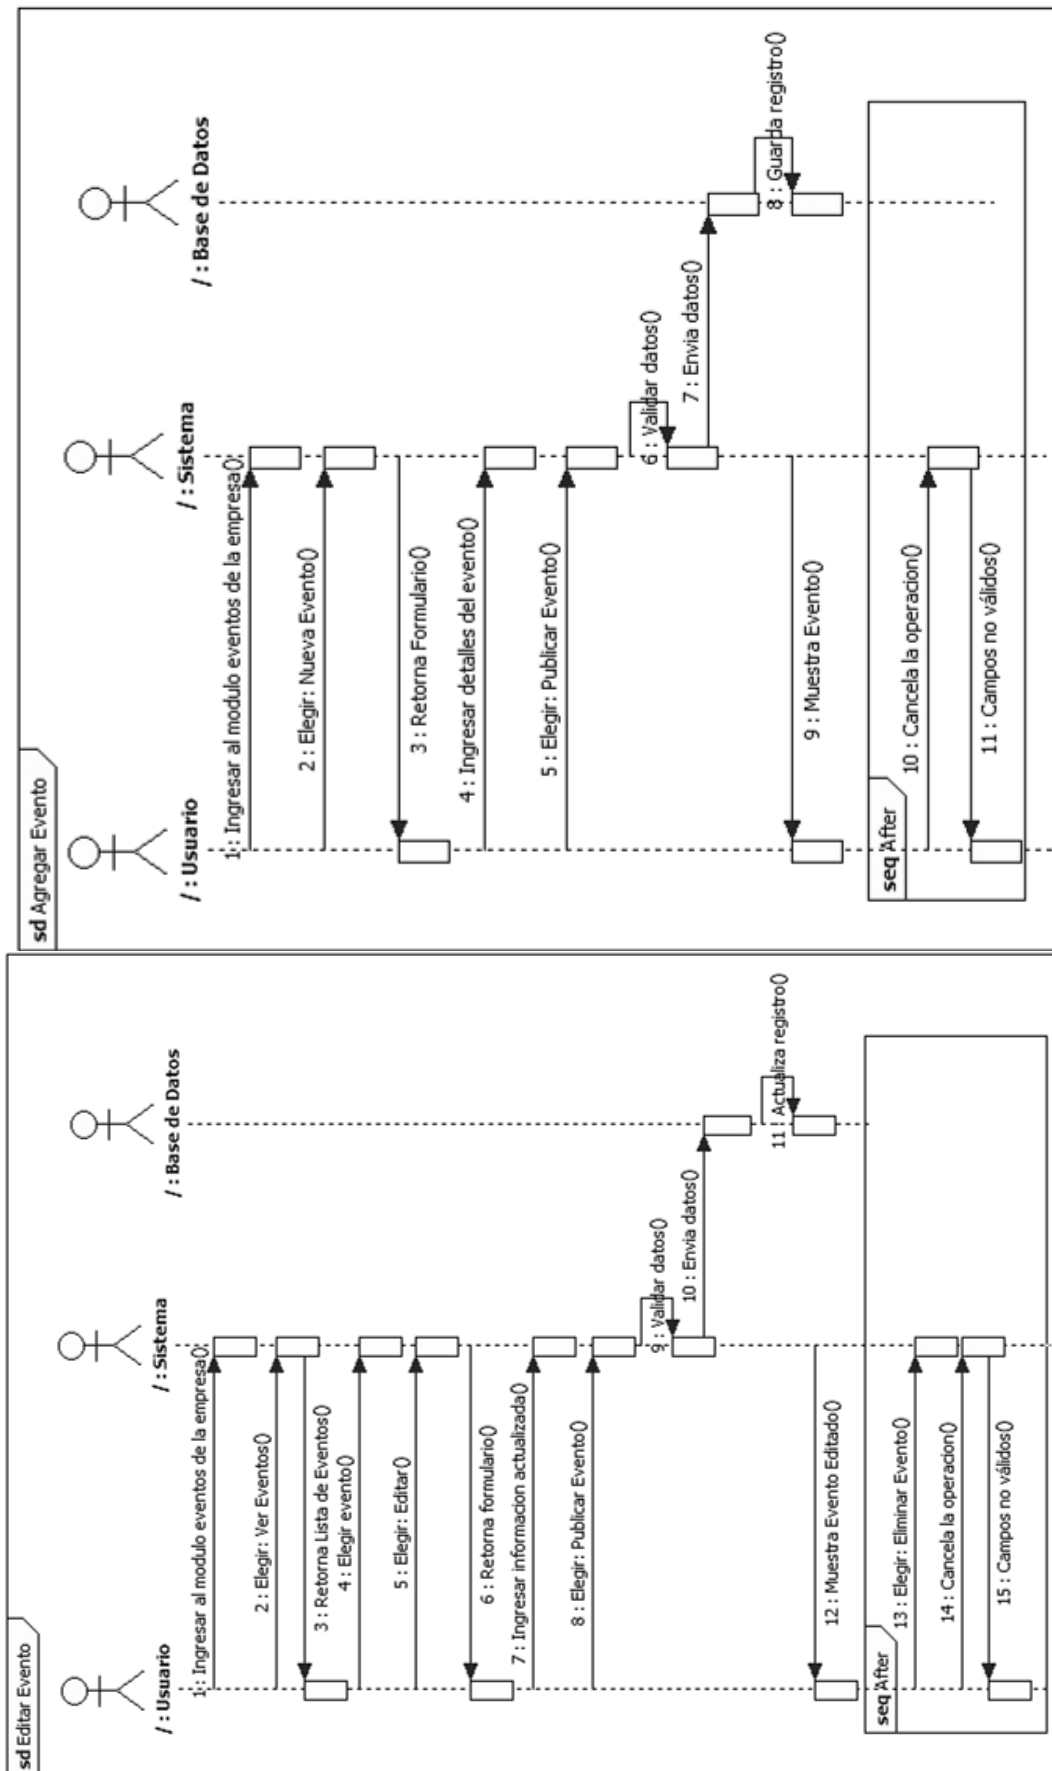 sd Agregar Evento
/ : Usuario
/ : Sistema
/ : Base de Datos
1 : Ingresar al modulo eventos de la empresa()
2 : Elegir: Nueva Evento()
3 : Retorna Formulario()
4 : Ingresar detalles del evento()
5 : Elegir: Publicar Evento()
6 : Validar datos()
7 : Envia datos()
8 : Guarda registro()
9 : Muestra Evento()
seq After
10 : Cancela la operacion()
11 : Campos no válidos()
sd Editar Evento
/ : Usuario
/ : Sistema
/ : Base de Datos
1 : Ingresar al modulo eventos de la empresa()
2 : Elegir: Ver Eventos()
3 : Retorna Lista de Eventos()
4 : Elegir evento()
5 : Elegir: Editar()
6 : Retorna formulario()
7 : Ingresar informacion actualizada()
8 : Elegir: Publicar Evento()
9 : Validar datos()
10 : Envia datos()
11 : Actualiza registro()
12 : Muestra Evento Editado()
seq After
13 : Elegir: Eliminar Evento()
14 : Cancela la operacion()
15 : Campos no válidos()